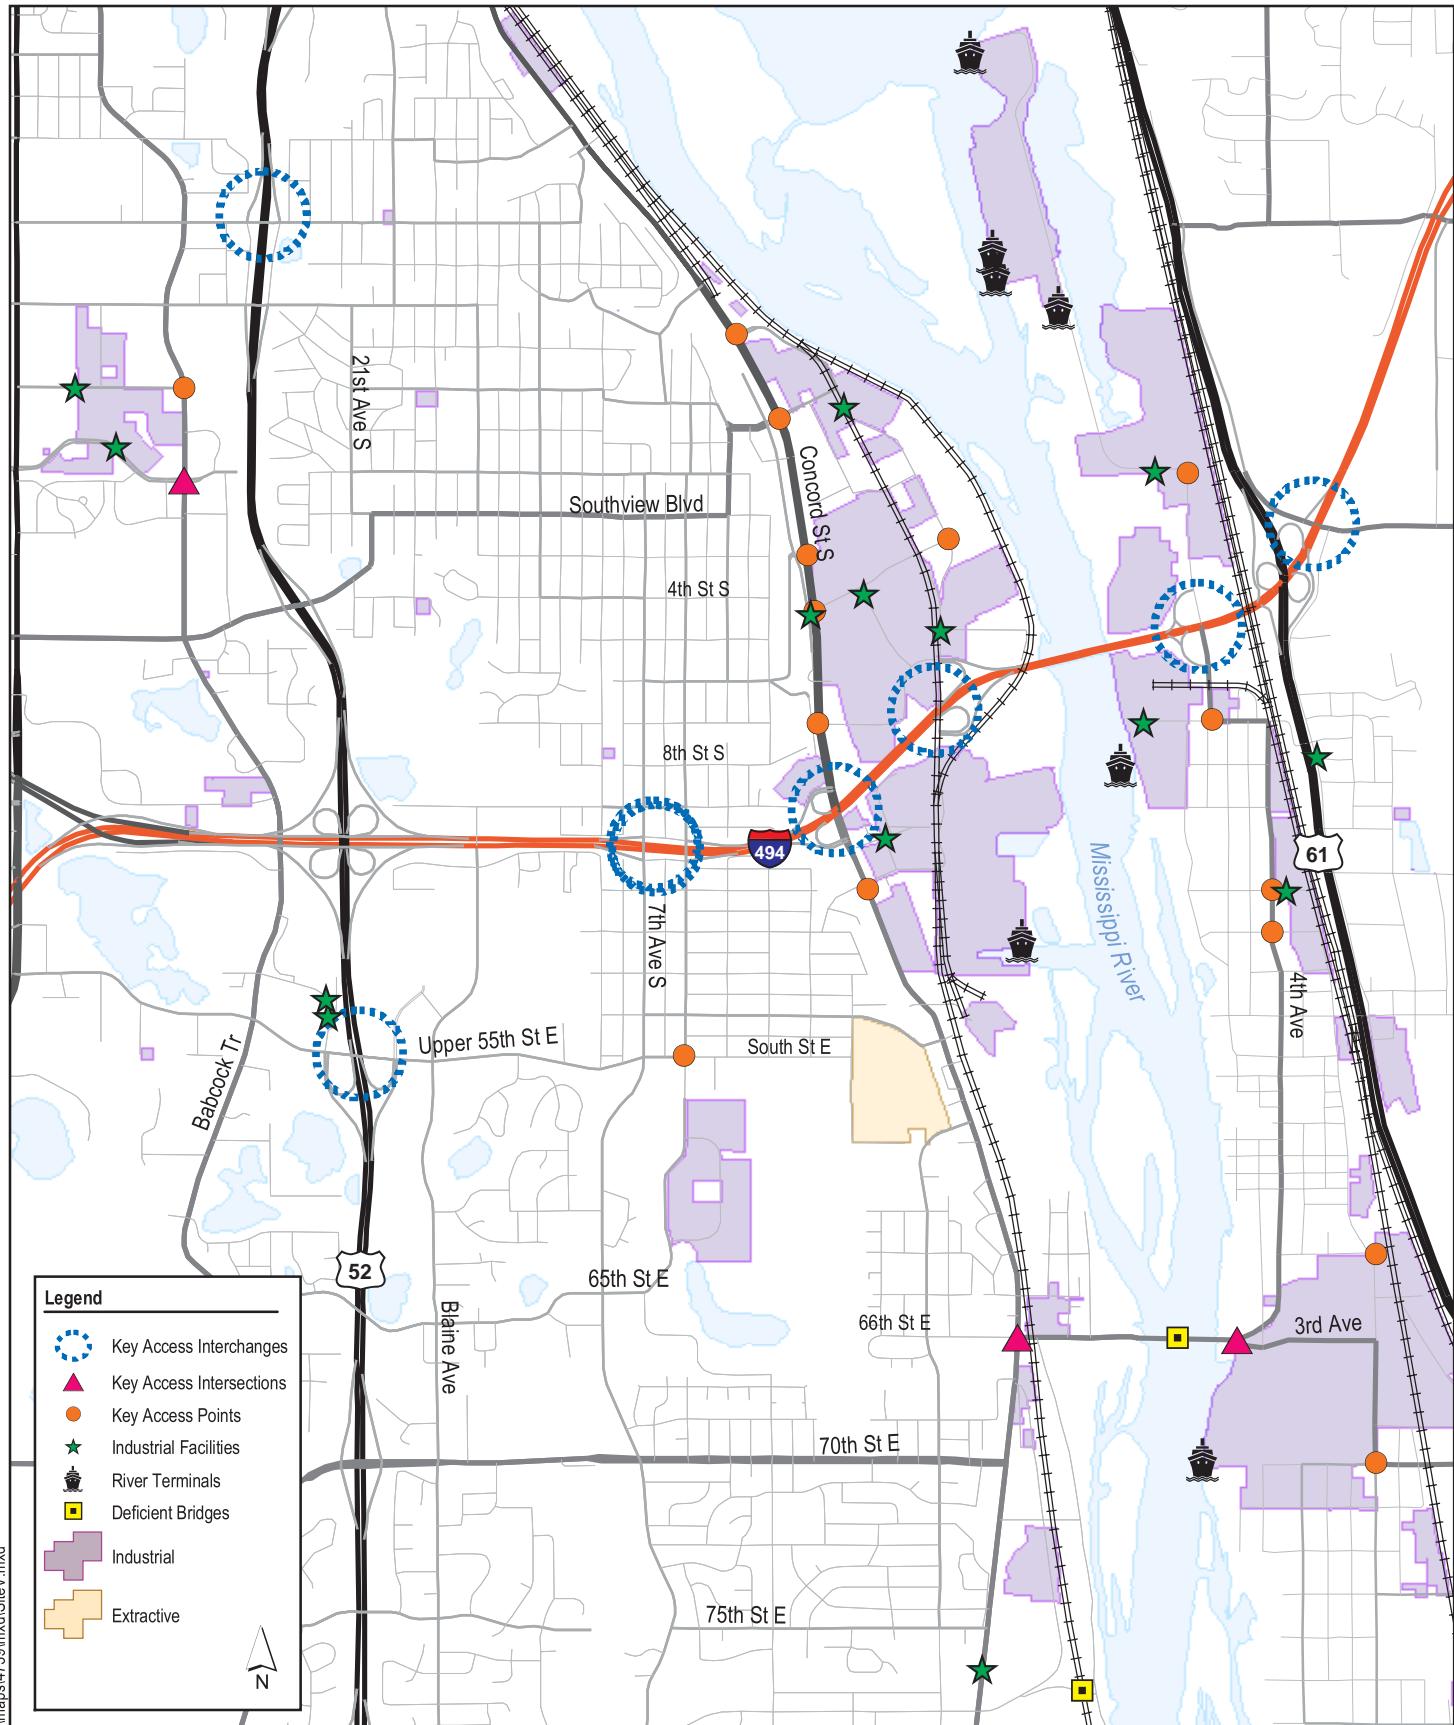 21st Ave S
Concord St S
Southview Blvd
4th St S
8th St S
494
61
Mississippi River
7th Ave S
4th Ave
Babcock Tr
Upper 55th St E
South St E
52
65th St E
Blaine Ave
66th St E
3rd Ave
70th St E
75th St E
Legend
Key Access Interchanges
Key Access Intersections
Key Access Points
Industrial Facilities
River Terminals
Deficient Bridges
Industrial
Extractive
N